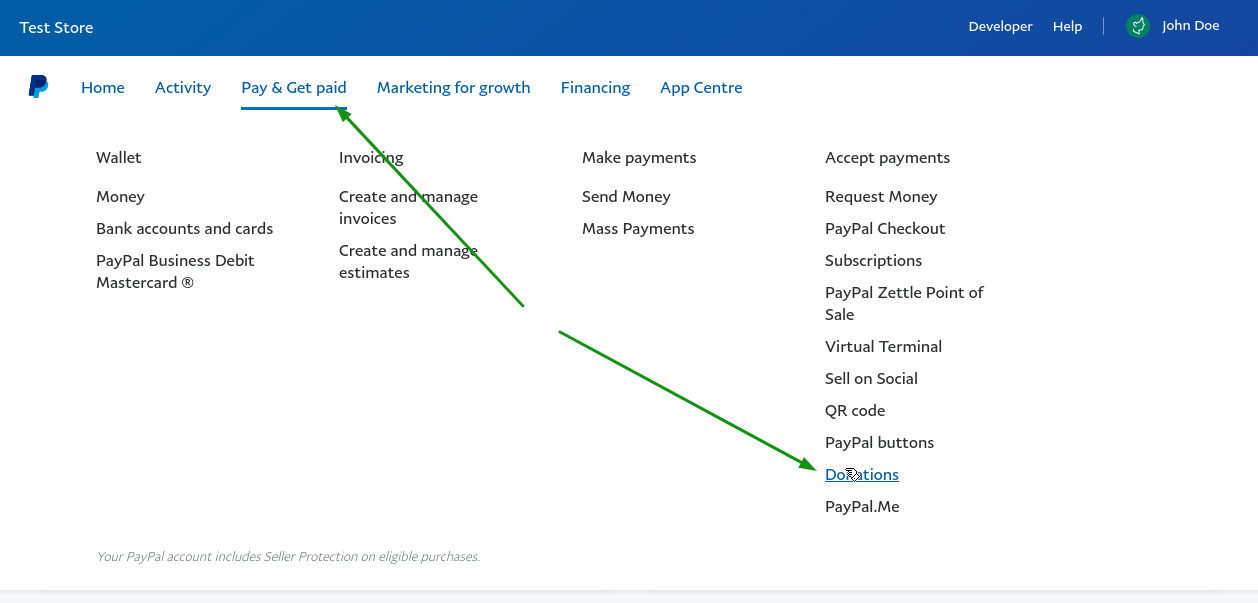 Test Store
Developer
Help
John Doe
Home
Activity
Pay & Get paid
Marketing for growth
Financing
App Centre
Wallet
Money
Bank accounts and cards
PayPal Business Debit
Mastercard ®
Invoicing
Create and manage
invoices
Create and manage
estimates
Make payments
Send Money
Mass Payments
Accept payments
Request Money
PayPal Checkout
Subscriptions
PayPal Zettle Point of
Sale
Virtual Terminal
Sell on Social
QR code
PayPal buttons
Donations
PayPal.Me
Your PayPal account includes Seller Protection on eligible purchases.